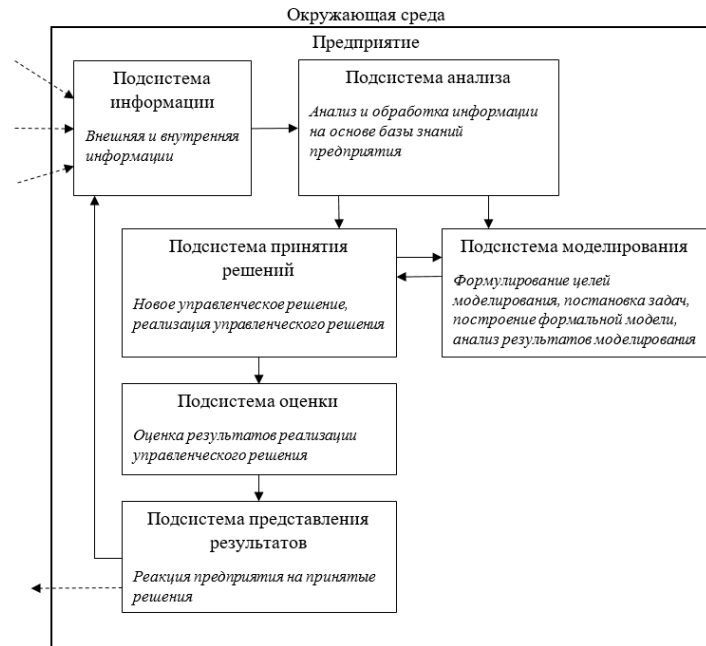 Окружающая среда
Предприятие
Подсистема
информации
Внешняя и внутренняя
информации
Подсистема анализа
Анализ и обработка информации
на основе базы знаний
предприятия
Подсистема принятия
решений
Новое управленческое решение,
реализация управленческого решения
Подсистема моделирования
Формулирование целей
моделирования, постановка задач,
построение формальной модели,
анализ результатов моделирования
Подсистема оценки
Оценка результатов реализации
управленческого решения
Подсистема представления
результатов
Реакция предприятия на принятые
решения